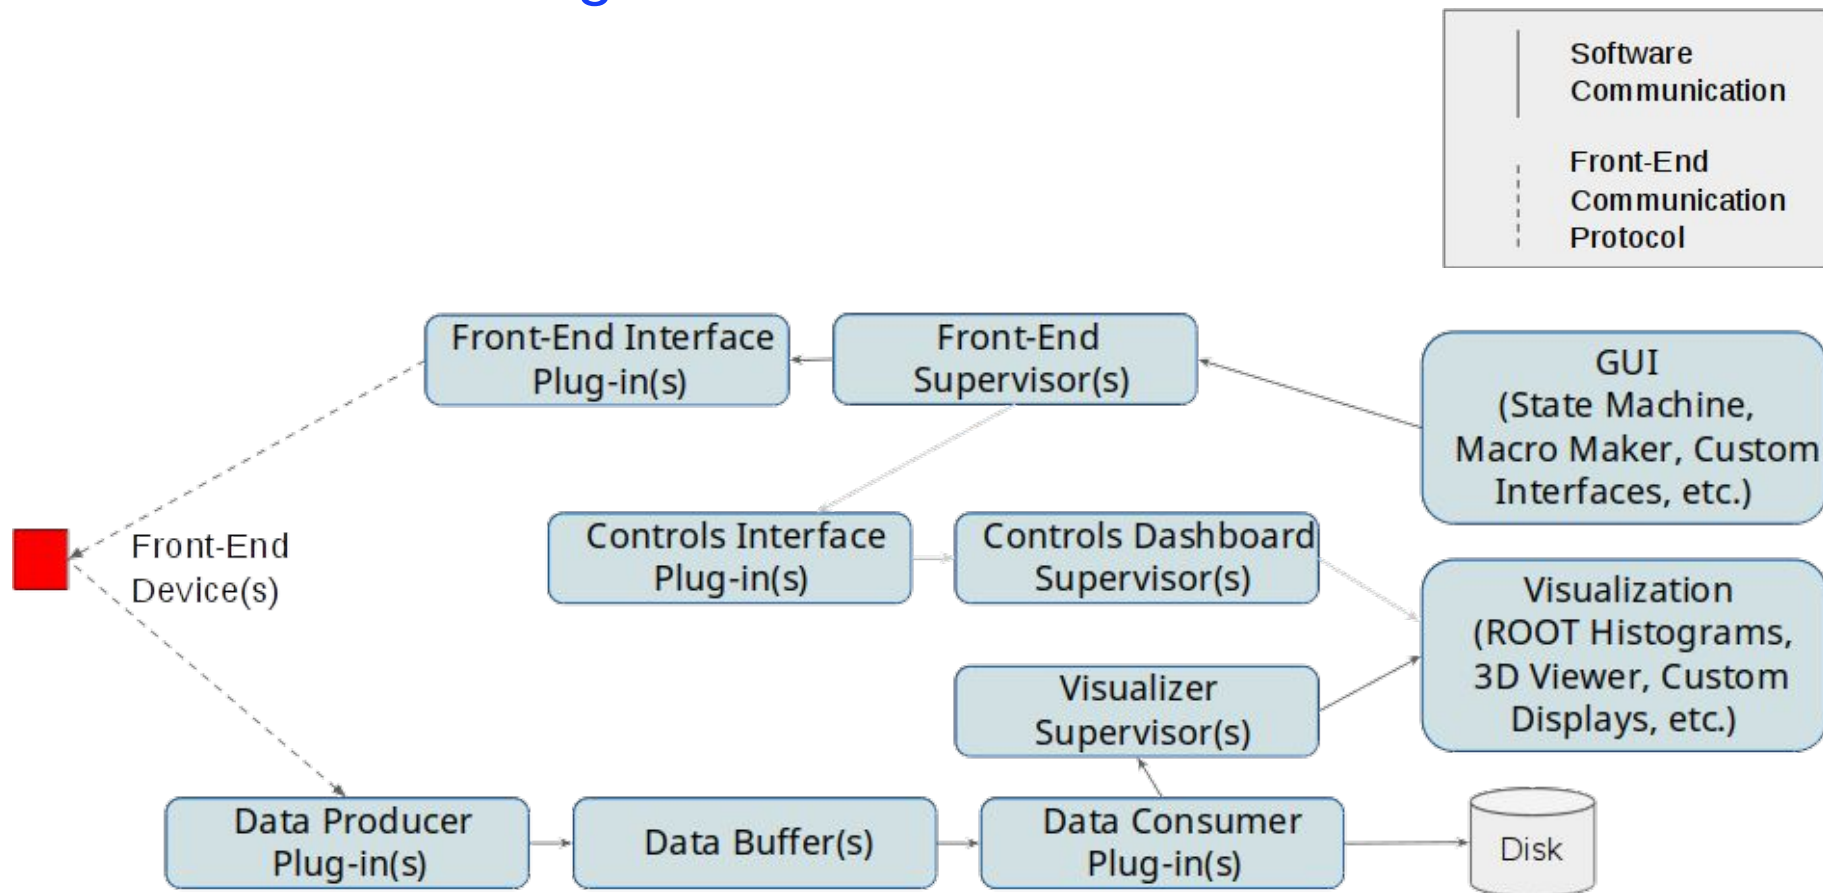 Software
Communication
Front-End
Communication
Protocol
Front-End Interface
Plug-in(s)
Front-End
Supervisor(s)
GUI
(State Machine,
Macro Maker, Custom
Interfaces, etc.)
Front-End
Device(s)
Controls Interface
Plug-in(s)
Controls Dashboard
Supervisor(s)
Visualization
(ROOT Histograms,
3D Viewer, Custom
Displays, etc.)
Visualizer
Supervisor(s)
Data Producer
Plug-in(s)
Data Buffer(s)
Data Consumer
Plug-in(s)
Disk